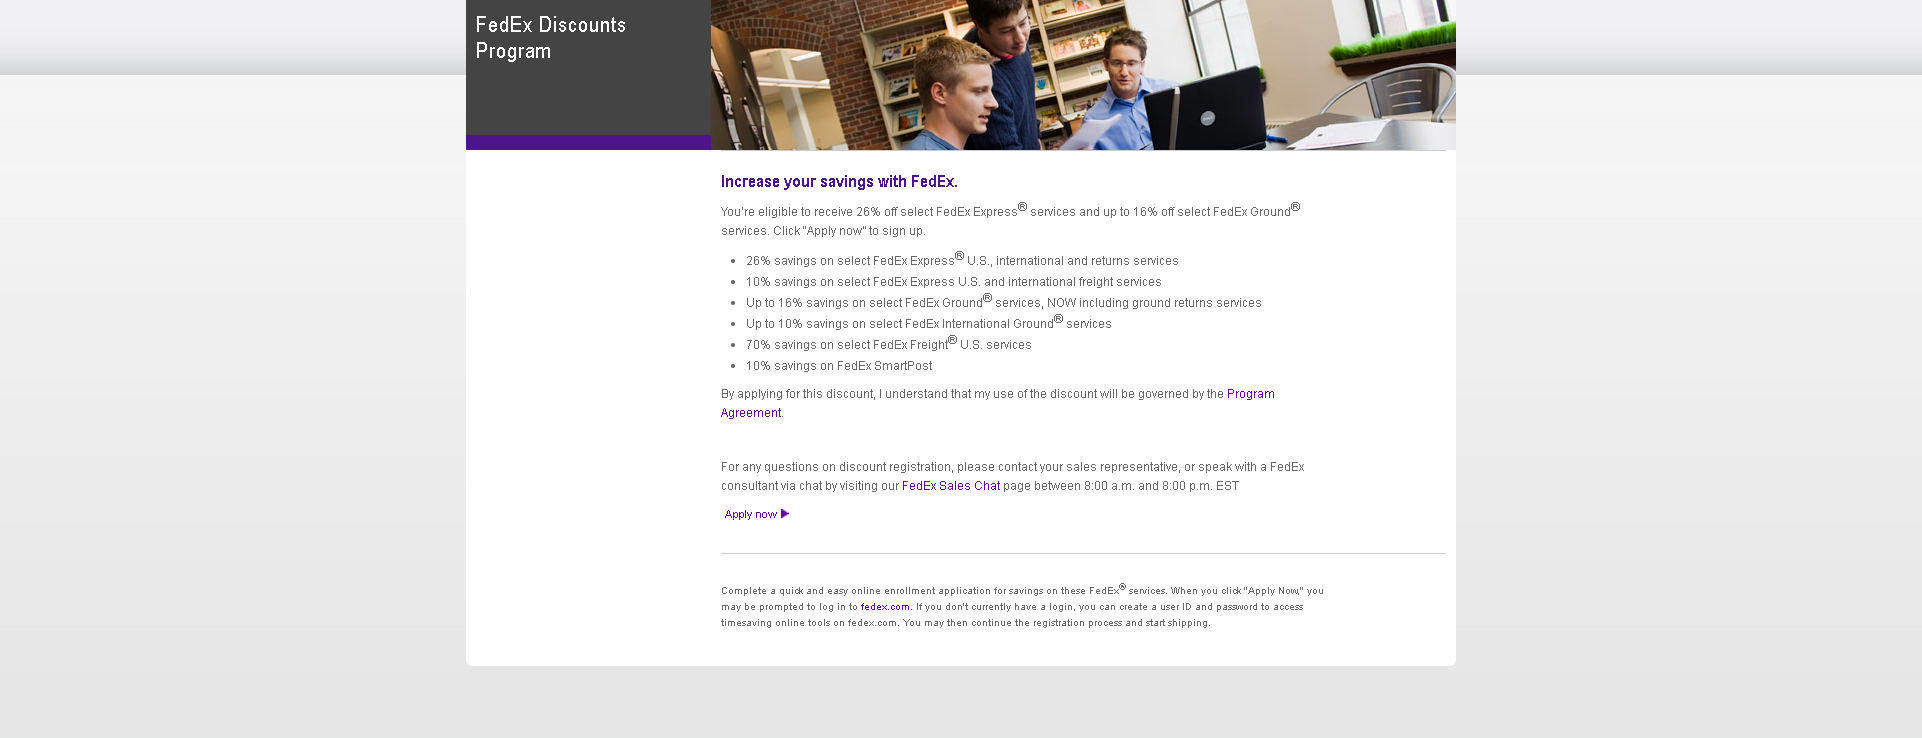 FedEx Discounts
Program
Increase your savings with FedEx.
You're eligible to receive 26% off select FedEx Express® services and up to 16% off select FedEx Ground®
services. Click "Apply now" to sign up.
• 26% savings on select FedEx Express® U.S., international and returns services
• 10% savings on select FedEx Express U.S. and international freight services
• Up to 16% savings on select FedEx Ground® services, NOW including ground returns services
• Up to 10% savings on select FedEx International Ground® services
• 70% savings on select FedEx Freight® U.S. services
• 10% savings on FedEx SmartPost
By applying for this discount, I understand that my use of the discount will be governed by the Program
Agreement.
For any questions on discount registration, please contact your sales representative, or speak with a FedEx
consultant via chat by visiting our FedEx Sales Chat page between 8:00 a.m. and 8:00 p.m. EST
Apply now
Complete a quick and easy online enrollment application for savings on these FedEx® services. When you click "Apply Now," you
may be prompted to log in to fedex.com. If you don't currently have a login, you can create a user ID and password to access
timesaving online tools on fedex.com. You may then continue the registration process and start shipping.